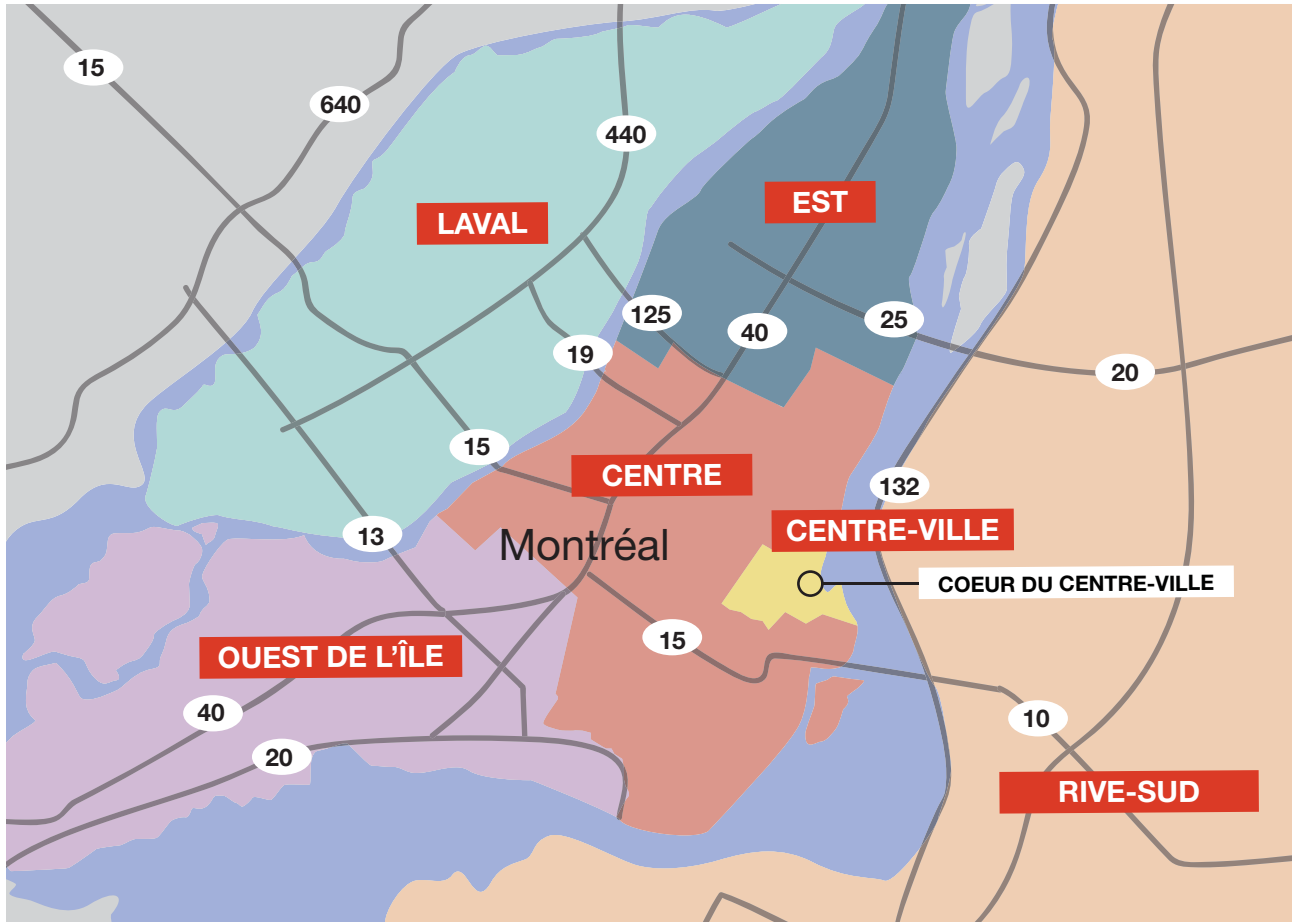 15
640
440
EST
LAVAL
125
25
40
19
20
15
CENTRE
132
13
Montréal
CENTRE-VILLE
COEUR DU CENTRE-VILLE
15
OUEST DE L'ÎLE
40
10
20
RIVE-SUD